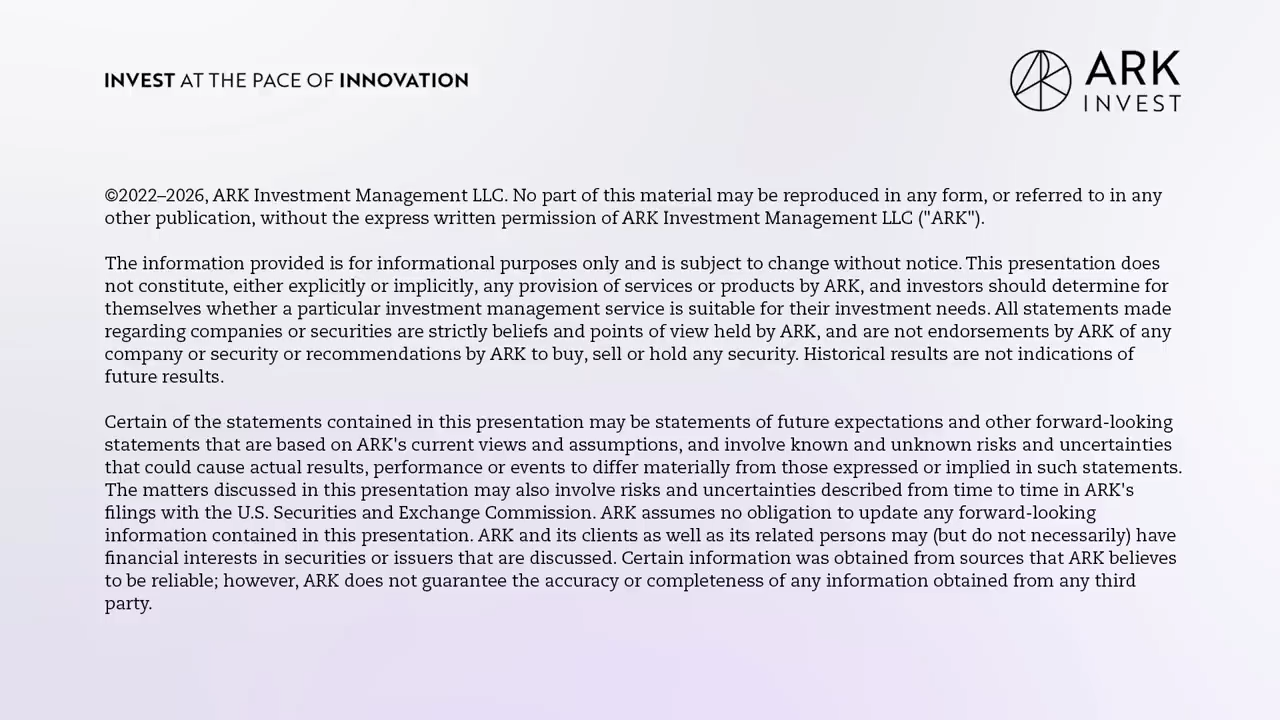 INVEST AT THE PACE OF INNOVATION
ARK
INVEST
©2022–2026, ARK Investment Management LLC. No part of this material may be reproduced in any form, or referred to in any
other publication, without the express written permission of ARK Investment Management LLC ("ARK").
The information provided is for informational purposes only and is subject to change without notice. This presentation does
not constitute, either explicitly or implicitly, any provision of services or products by ARK, and investors should determine for
themselves whether a particular investment management service is suitable for their investment needs. All statements made
regarding companies or securities are strictly beliefs and points of view held by ARK, and are not endorsements by ARK of any
company or security or recommendations by ARK to buy, sell or hold any security. Historical results are not indications of
future results.
Certain of the statements contained in this presentation may be statements of future expectations and other forward-looking
statements that are based on ARK's current views and assumptions, and involve known and unknown risks and uncertainties
that could cause actual results, performance or events to differ materially from those expressed or implied in such statements.
The matters discussed in this presentation may also involve risks and uncertainties described from time to time in ARK's
filings with the U.S. Securities and Exchange Commission. ARK assumes no obligation to update any forward-looking
information contained in this presentation. ARK and its clients as well as its related persons may (but do not necessarily) have
financial interests in securities or issuers that are discussed. Certain information was obtained from sources that ARK believes
to be reliable; however, ARK does not guarantee the accuracy or completeness of any information obtained from any third
party.